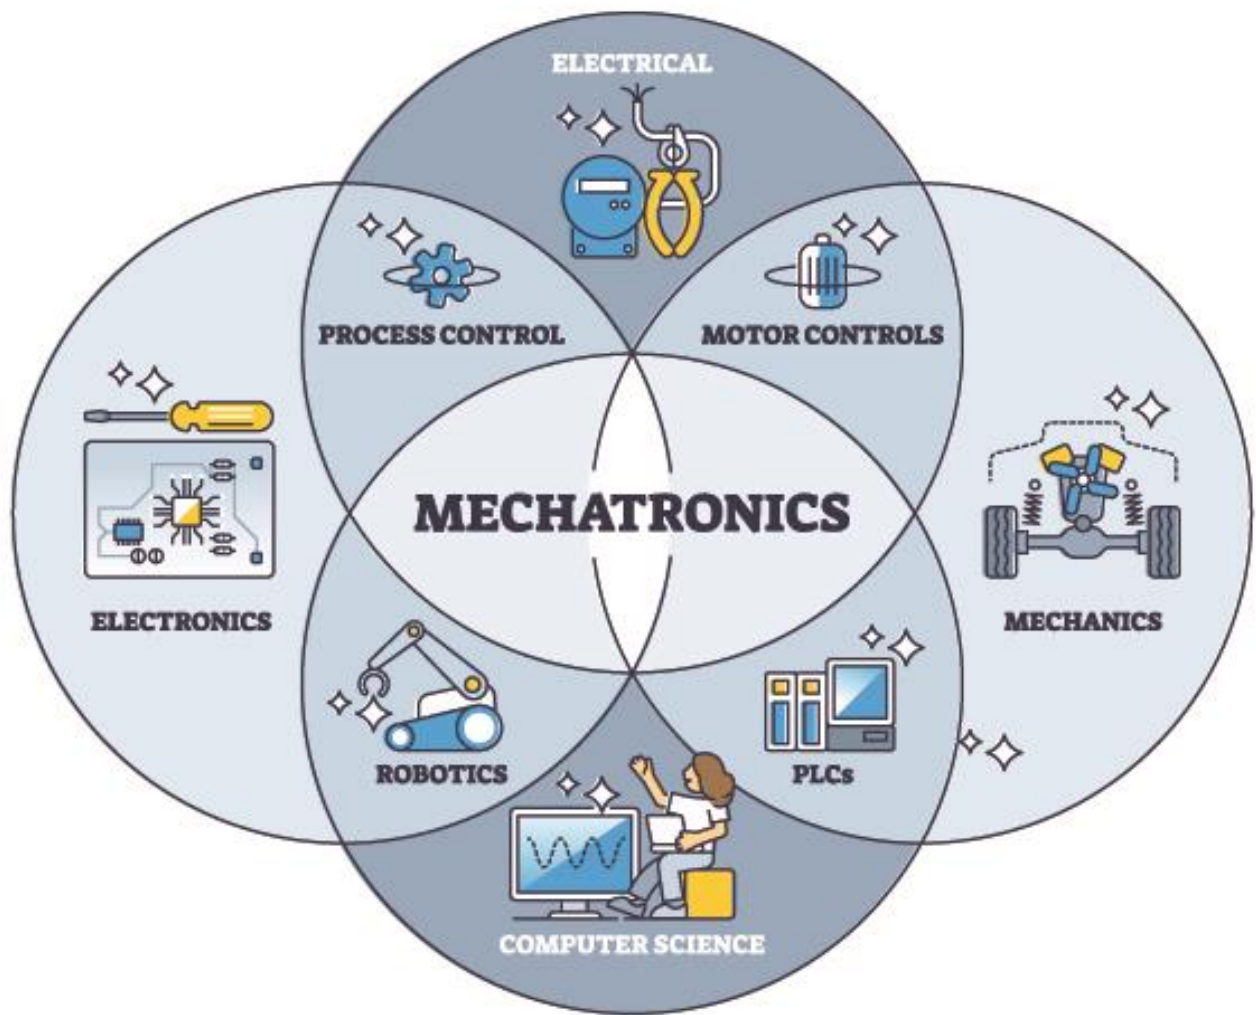 ELECTRICAL
PROCESS CONTROL
MOTOR CONTROLS
MECHATRONICS
ELECTRONICS
MECHANICS
ROBOTICS
PLCs
COMPUTER SCIENCE